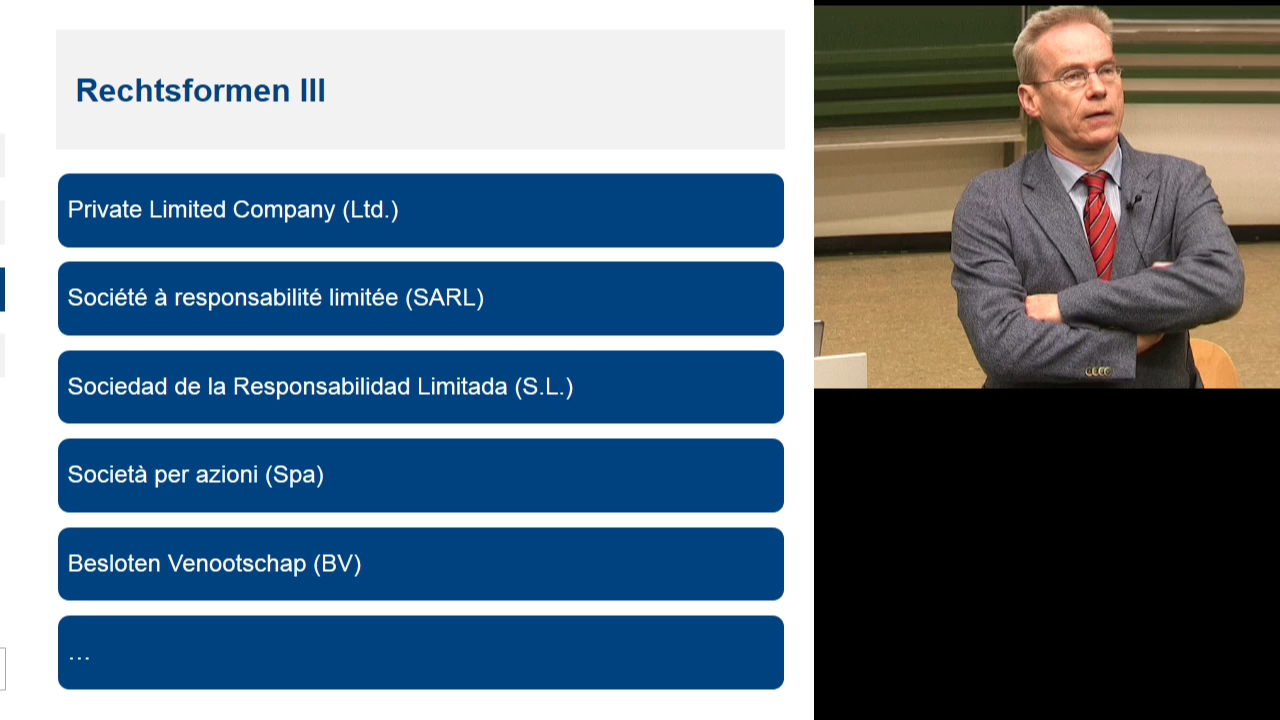 Rechtsformen III
Private Limited Company (Ltd.)
Société à responsabilité limitée (SARL)
Sociedad de la Responsabilidad Limitada (S.L.)
Società per azioni (Spa)
Besloten Venootschap (BV)
...